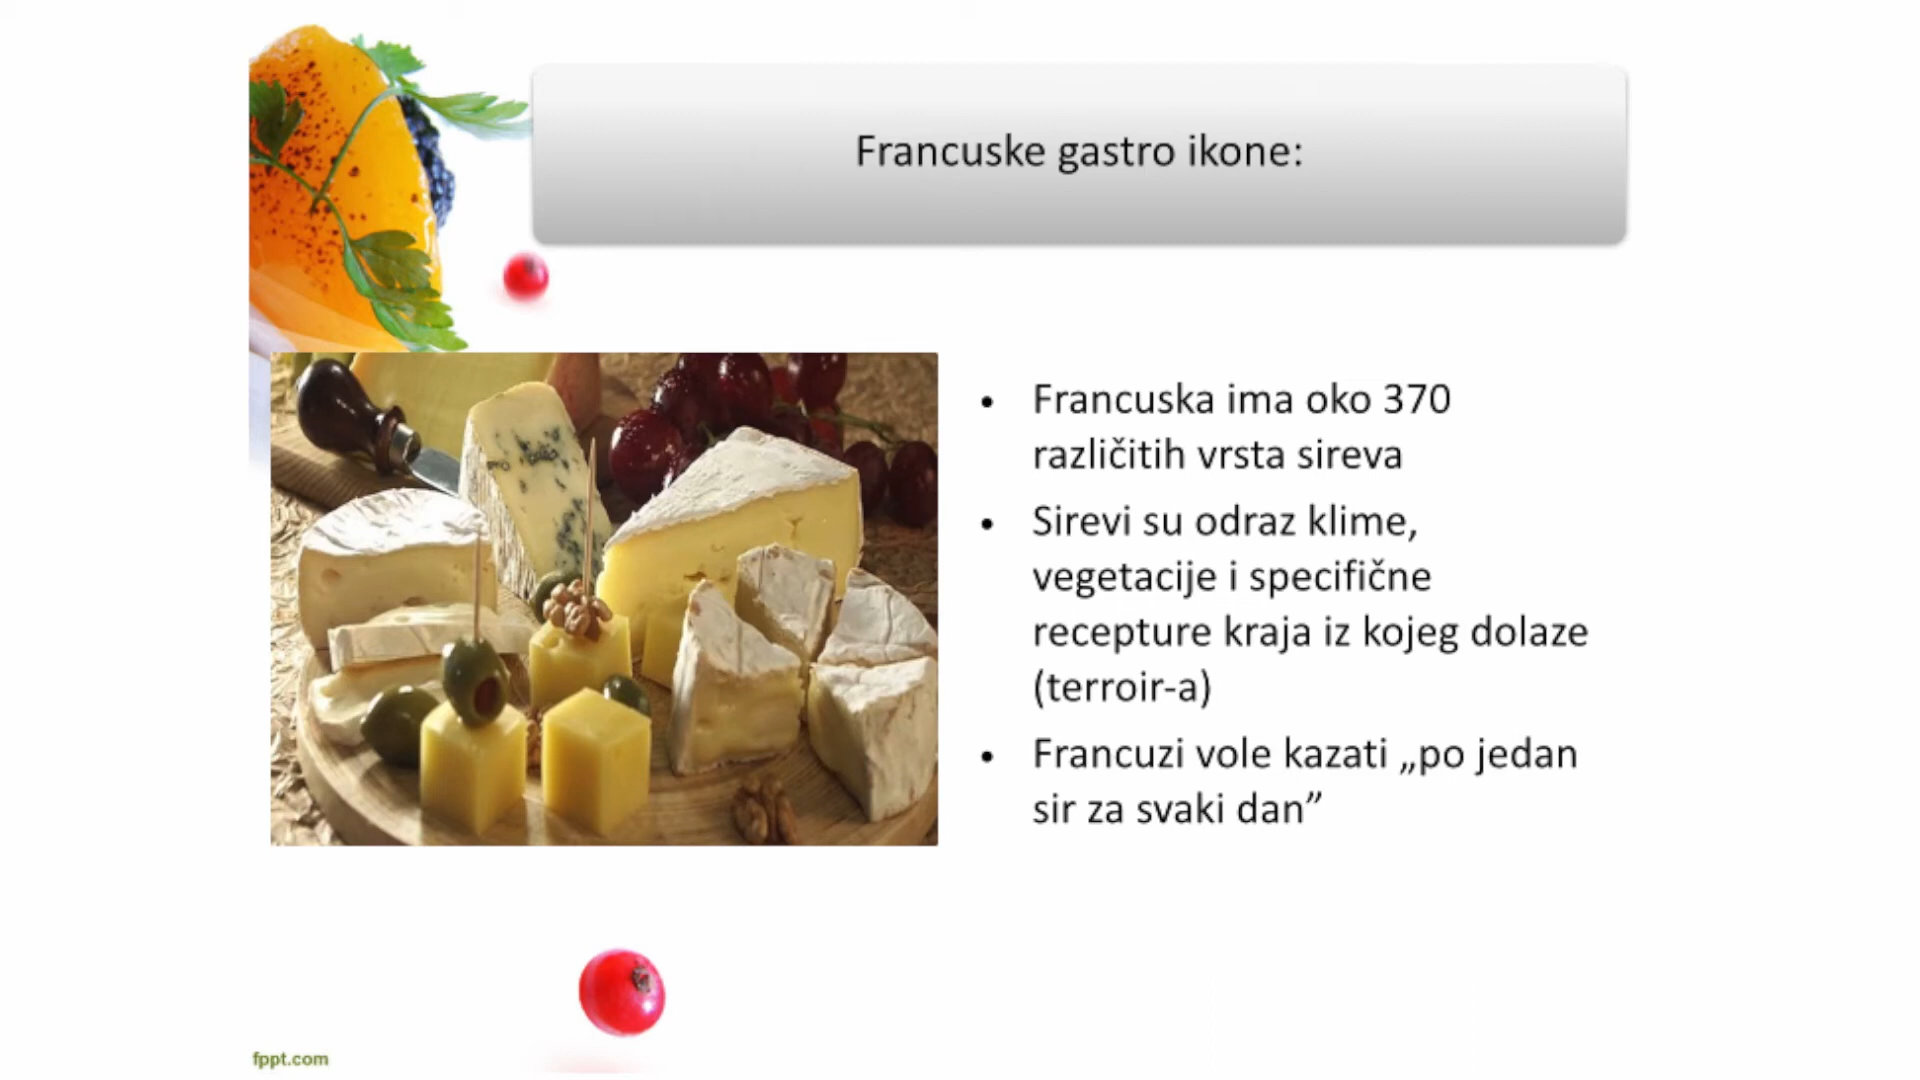 Francuske gastro ikone:
• Francuska ima oko 370
različitih vrsta sireva
• Sirevi su odraz klime,
vegetacije i specifične
recepture kraja iz kojeg dolaze
(terroir-a)
• Francuzi vole kazati „po jedan
sir za svaki dan”
fppt.com